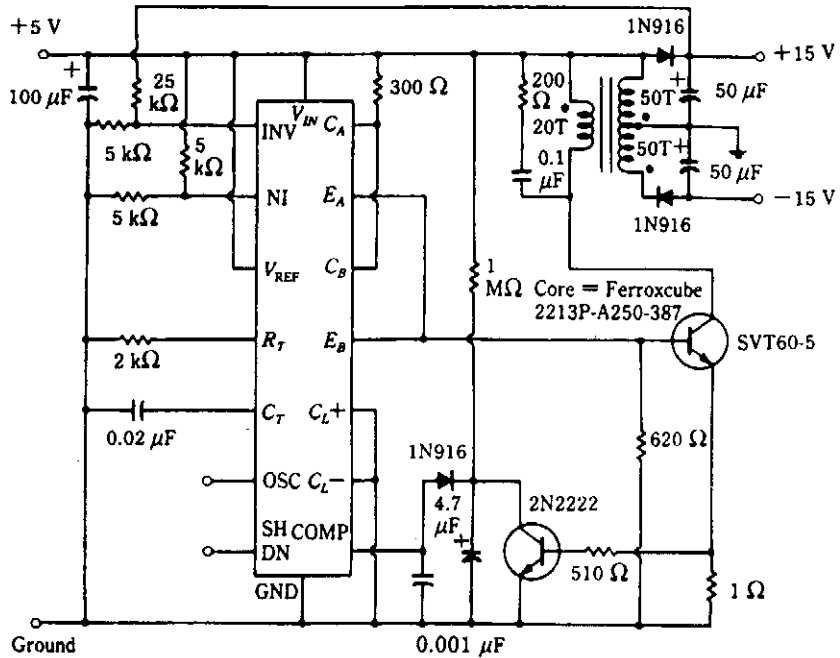 +5 V
1N916
+15 V
100 μF
+
25
kΩ
300 Ω
200
Ω
20T
50T
50T
+
50 μF
+
50 μF
0.1
μF
1N916
−15 V
5 kΩ
5
kΩ
5 kΩ
V_IN
INV
C_A
NI
E_A
V_REF
C_B
R_T
E_B
C_T
C_L+
OSC
C_L−
SH
DN
COMP
GND
2 kΩ
0.02 μF
1
MΩ
Core = Ferroxcube
2213P-A250-387
SVT60-5
620 Ω
1N916
4.7
μF
+
2N2222
510 Ω
1 Ω
0.001 μF
Ground